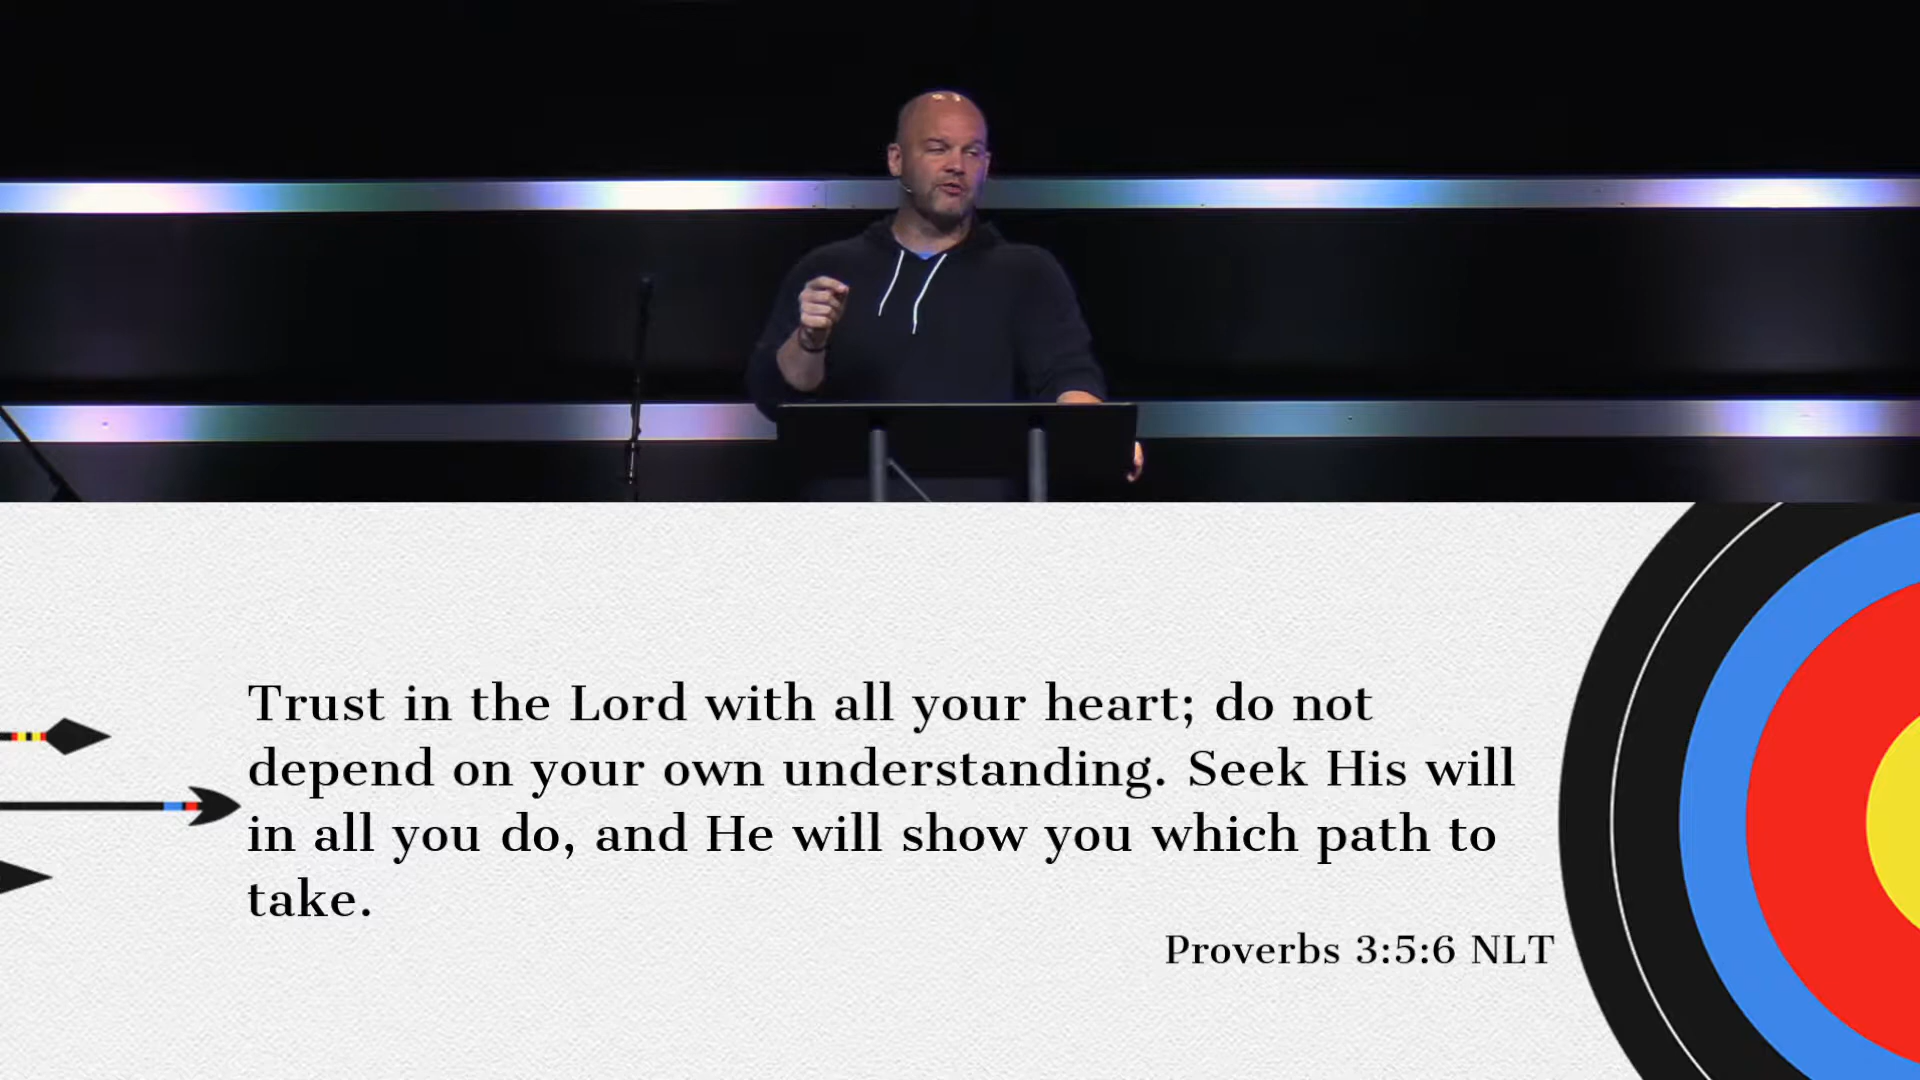 Trust in the Lord with all your heart; do not
depend on your own understanding. Seek His will
in all you do, and He will show you which path to
take.
Proverbs 3:5:6 NLT